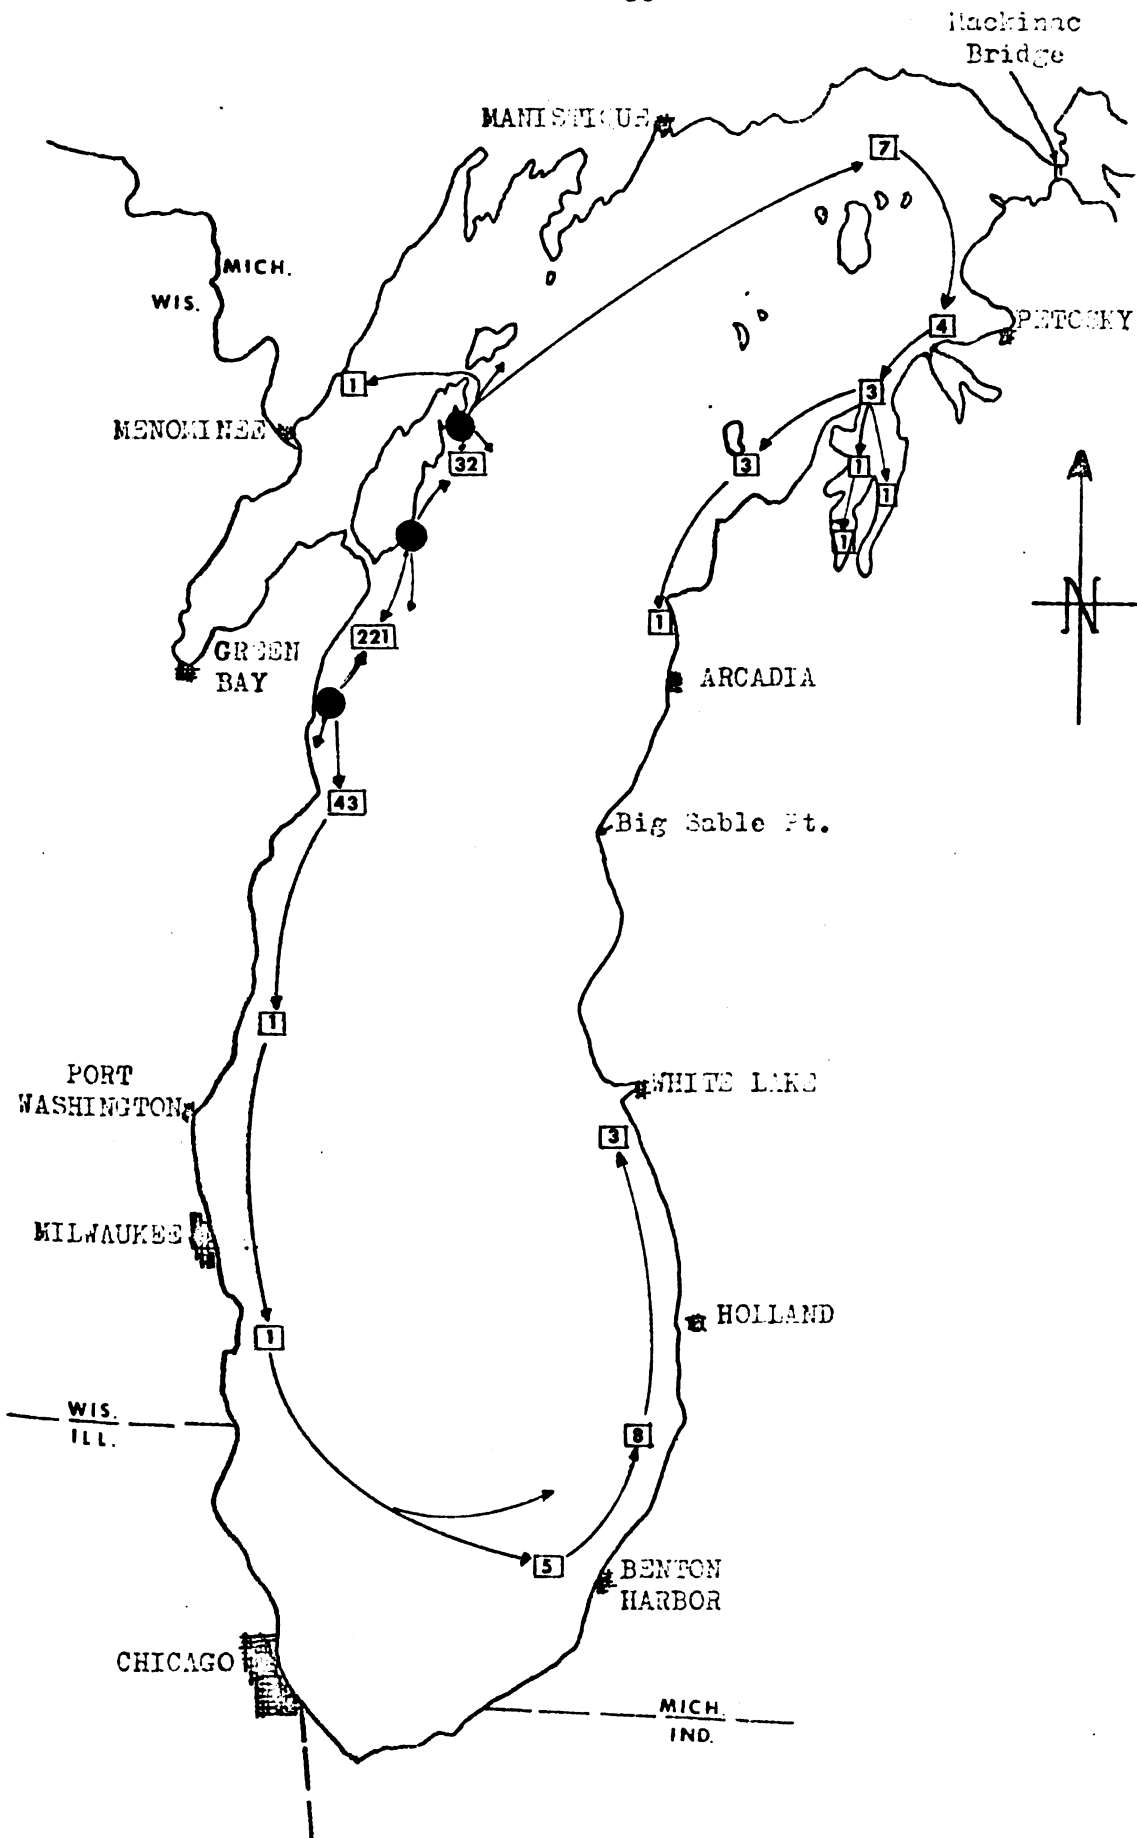 Mackinac
Bridge
MANISTIQUE
7
MICH.
WIS.
4
PETOSKY
1
3
MENOMINEE
32
3
1
1
1
N
221
1
GREEN
BAY
ARCADIA
43
Big Sable Pt.
1
PORT
WASHINGTON
WHITE LAKE
3
MILWAUKEE
HOLLAND
1
WIS.
ILL.
8
5
BENTON
HARBOR
CHICAGO
MICH.
IND.